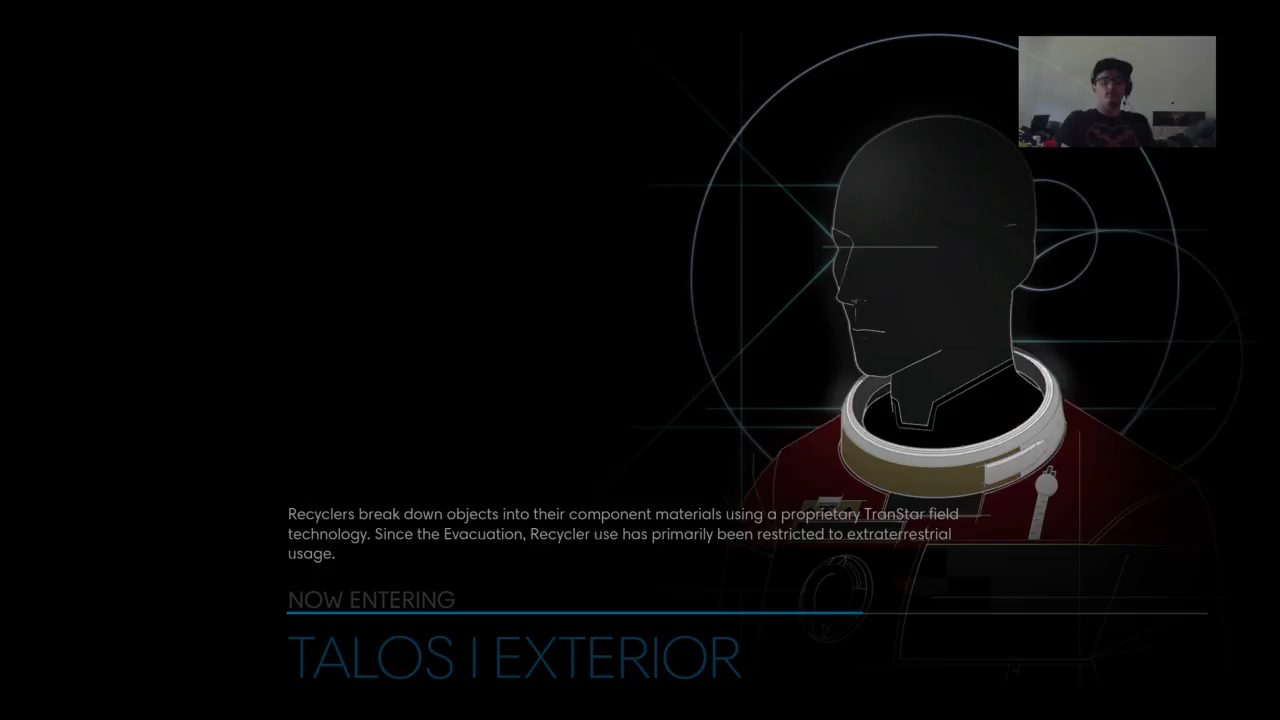 Recyclers break down objects into their component materials using a proprietary TranStar field
technology. Since the Evacuation, Recycler use has primarily been restricted to extraterrestrial
usage.
NOW ENTERING
TALOS I EXTERIOR